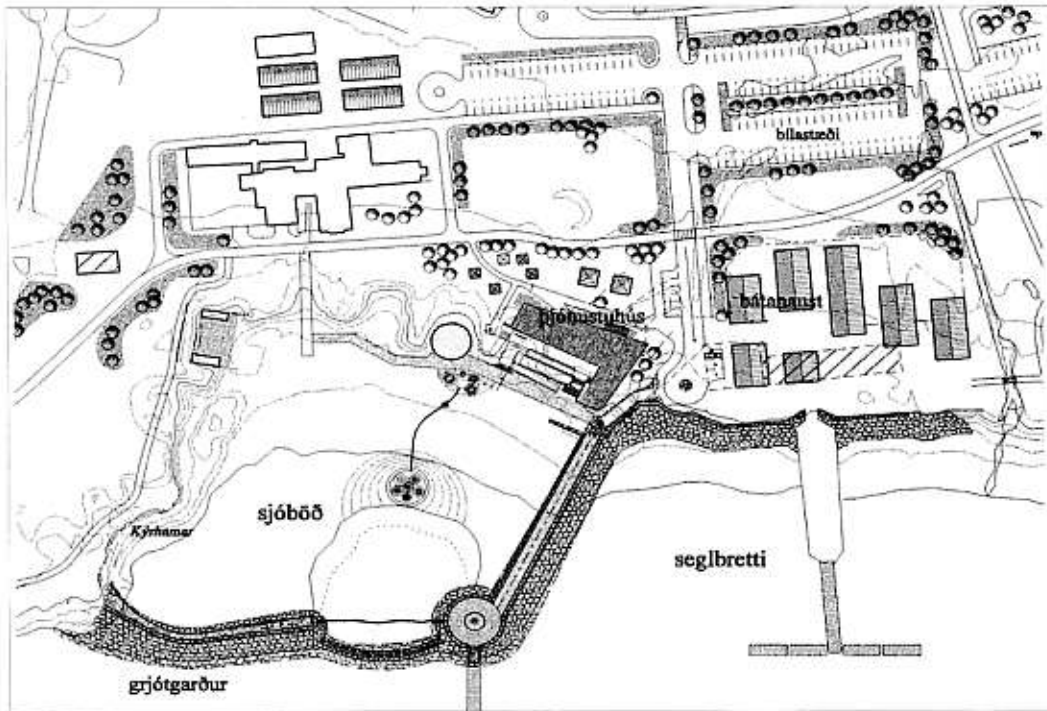 bílastæði
bátanaust
þjónustuhús
sjóböð
Kýrhamar
seglbretti
grjótgarður